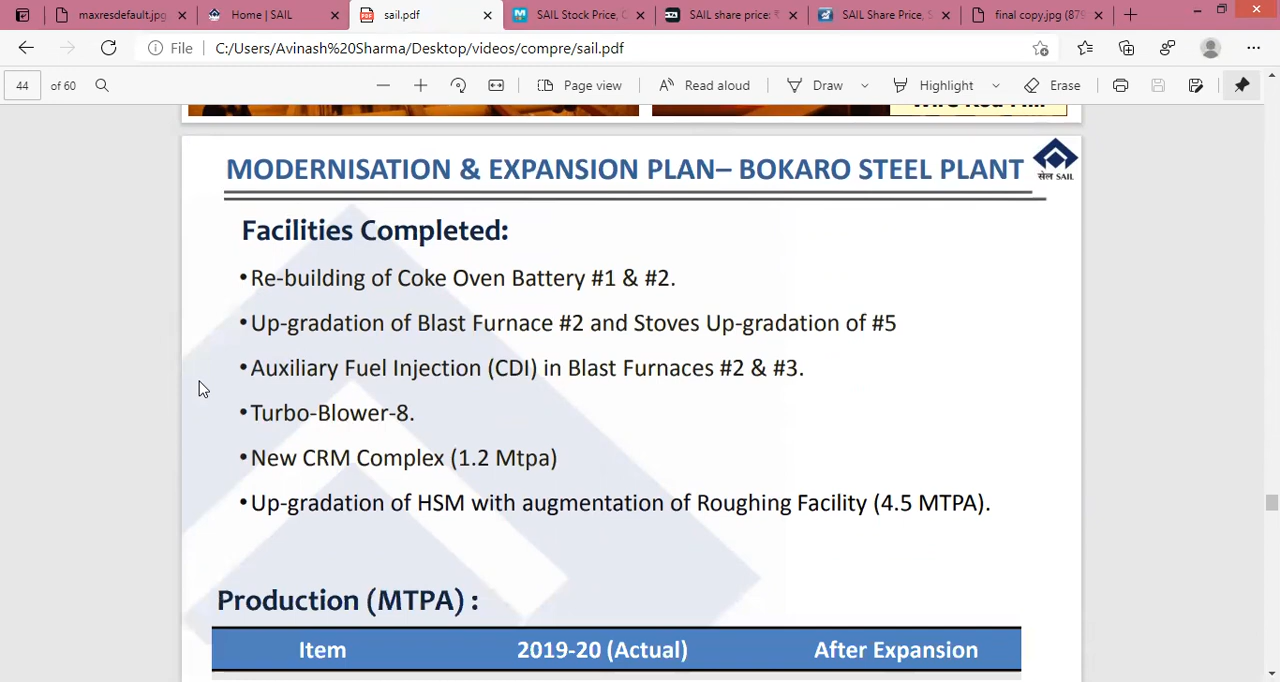 maxresdefault.jpg
Home | SAIL
sail.pdf
SAIL Stock Price, C
SAIL share price: ₹
SAIL Share Price, S
final copy.jpg (879
File
C:/Users/Avinash%20Sharma/Desktop/videos/compre/sail.pdf
44 of 60
Page view
Read aloud
Draw
Highlight
Erase
MODERNISATION & EXPANSION PLAN– BOKARO STEEL PLANT
सेल SAIL
Facilities Completed:
•Re-building of Coke Oven Battery #1 & #2.
•Up-gradation of Blast Furnace #2 and Stoves Up-gradation of #5
•Auxiliary Fuel Injection (CDI) in Blast Furnaces #2 & #3.
•Turbo-Blower-8.
•New CRM Complex (1.2 Mtpa)
•Up-gradation of HSM with augmentation of Roughing Facility (4.5 MTPA).
Production (MTPA) :
Item 2019-20 (Actual) After Expansion